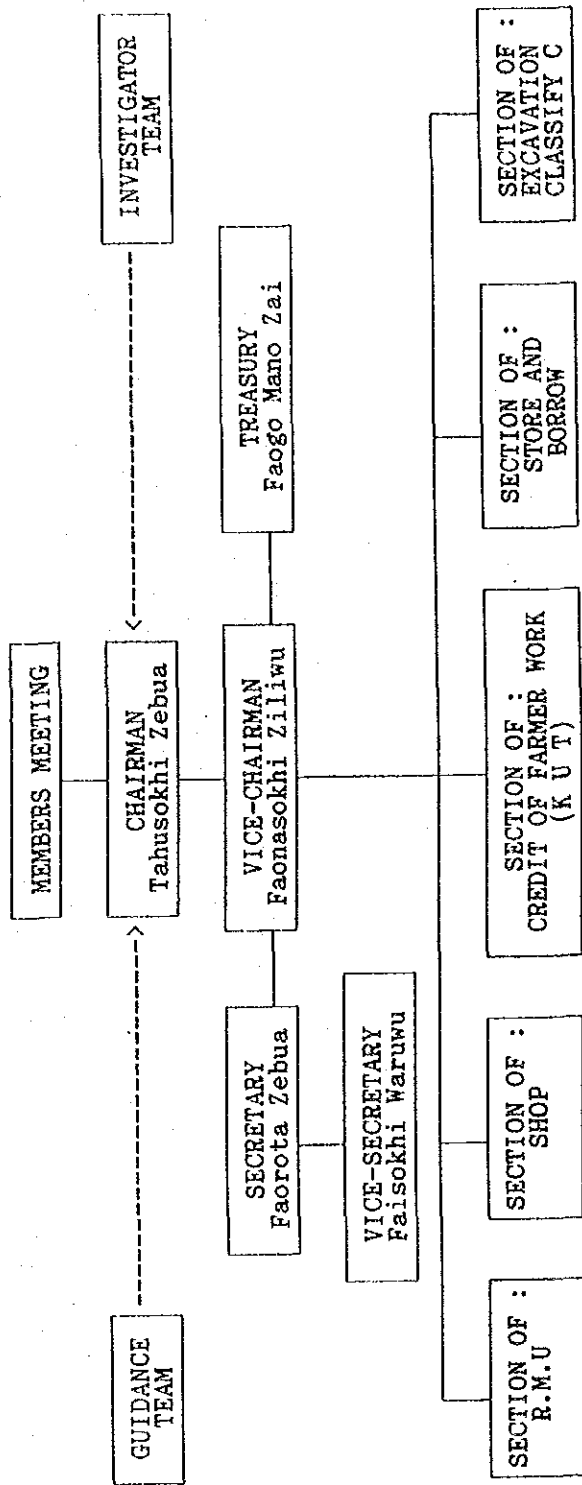 MEMBERS MEETING
GUIDANCE
TEAM
CHAIRMAN
Tahusokhi Zebua
INVESTIGATOR
TEAM
SECRETARY
Faorota Zebua
VICE-CHAIRMAN
Faonasokhi Ziliwu
TREASURY
Faogo Mano Zai
VICE-SECRETARY
Faisokhi Waruwu
SECTION OF :
R.M.U
SECTION OF :
SHOP
SECTION OF :
CREDIT OF FARMER WORK
(K U T)
SECTION OF :
STORE AND
BORROW
SECTION OF :
EXCAVATION
CLASSIFY C